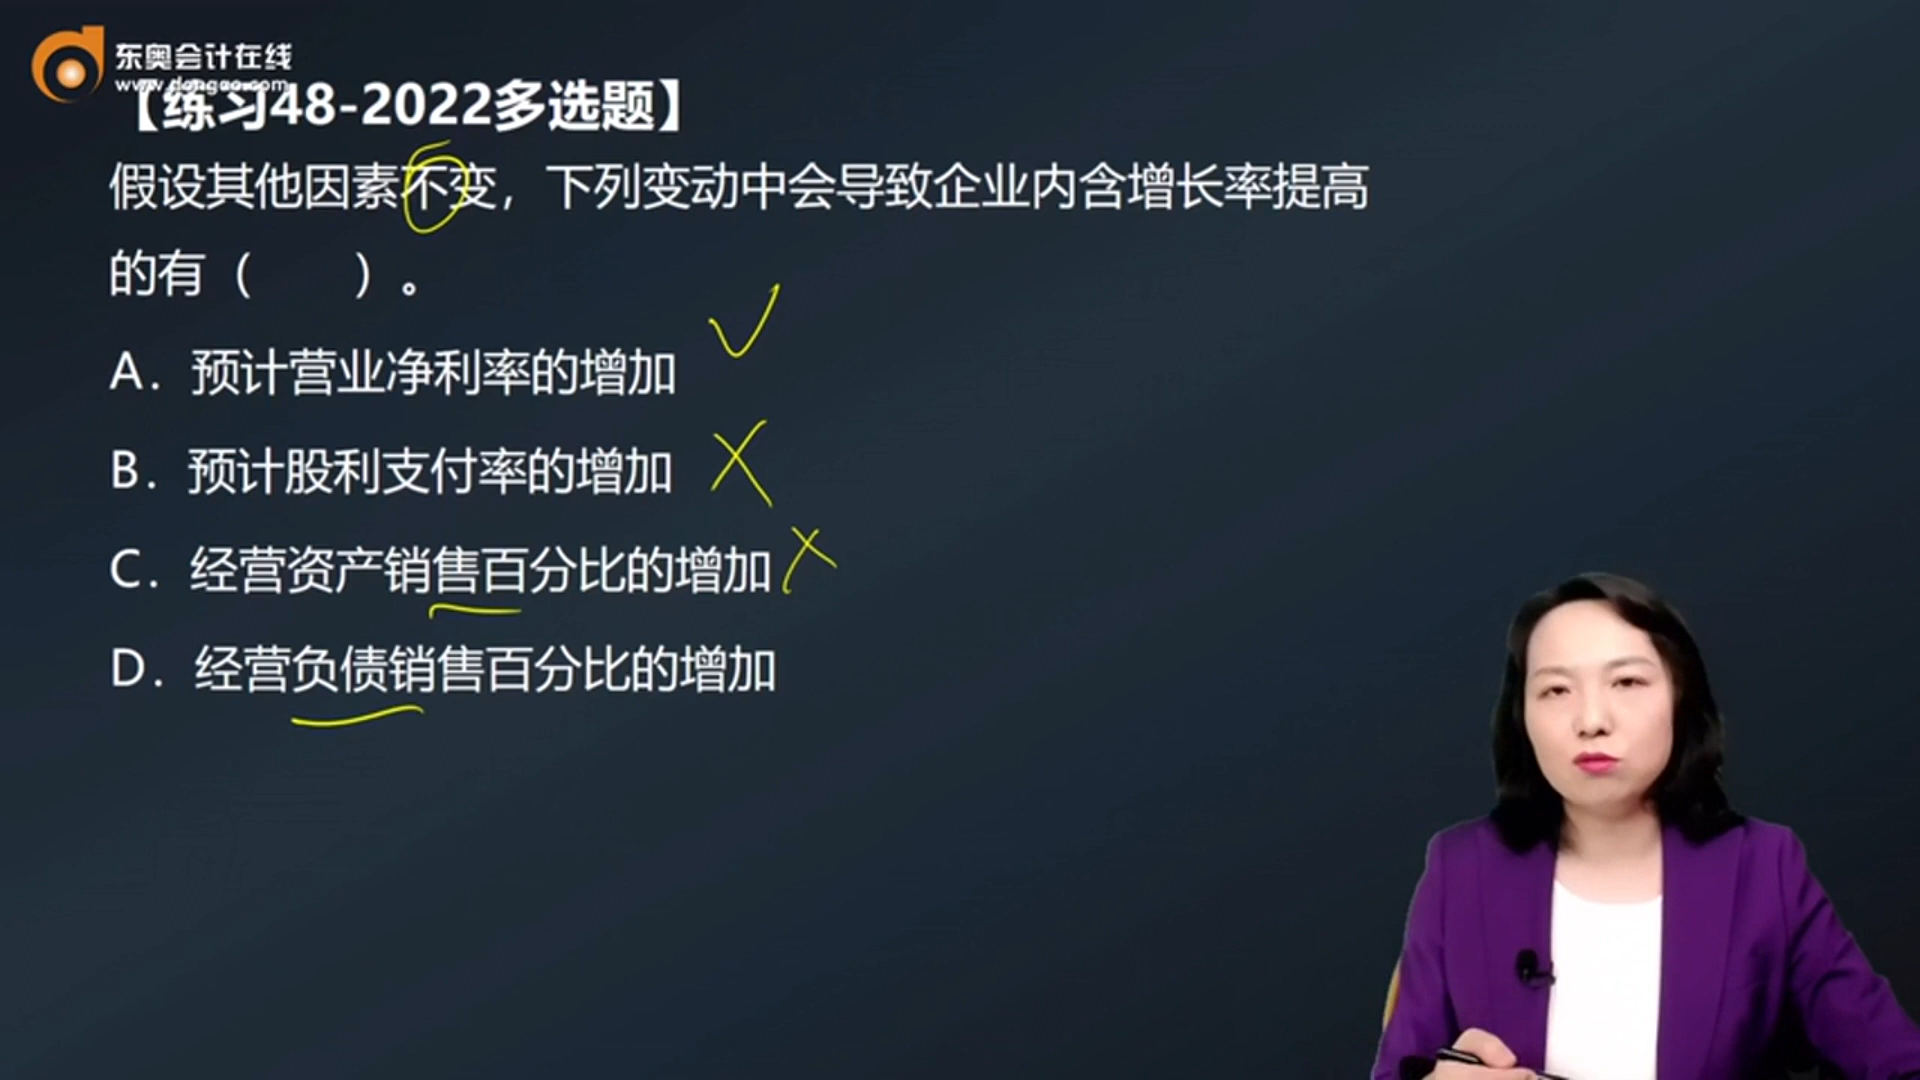 东奥会计在线
www.dongao.com
【练习48-2022多选题】
假设其他因素不变，下列变动中会导致企业内含增长率提高
的有（　　）。
A．预计营业净利率的增加
B．预计股利支付率的增加
C．经营资产销售百分比的增加
D．经营负债销售百分比的增加